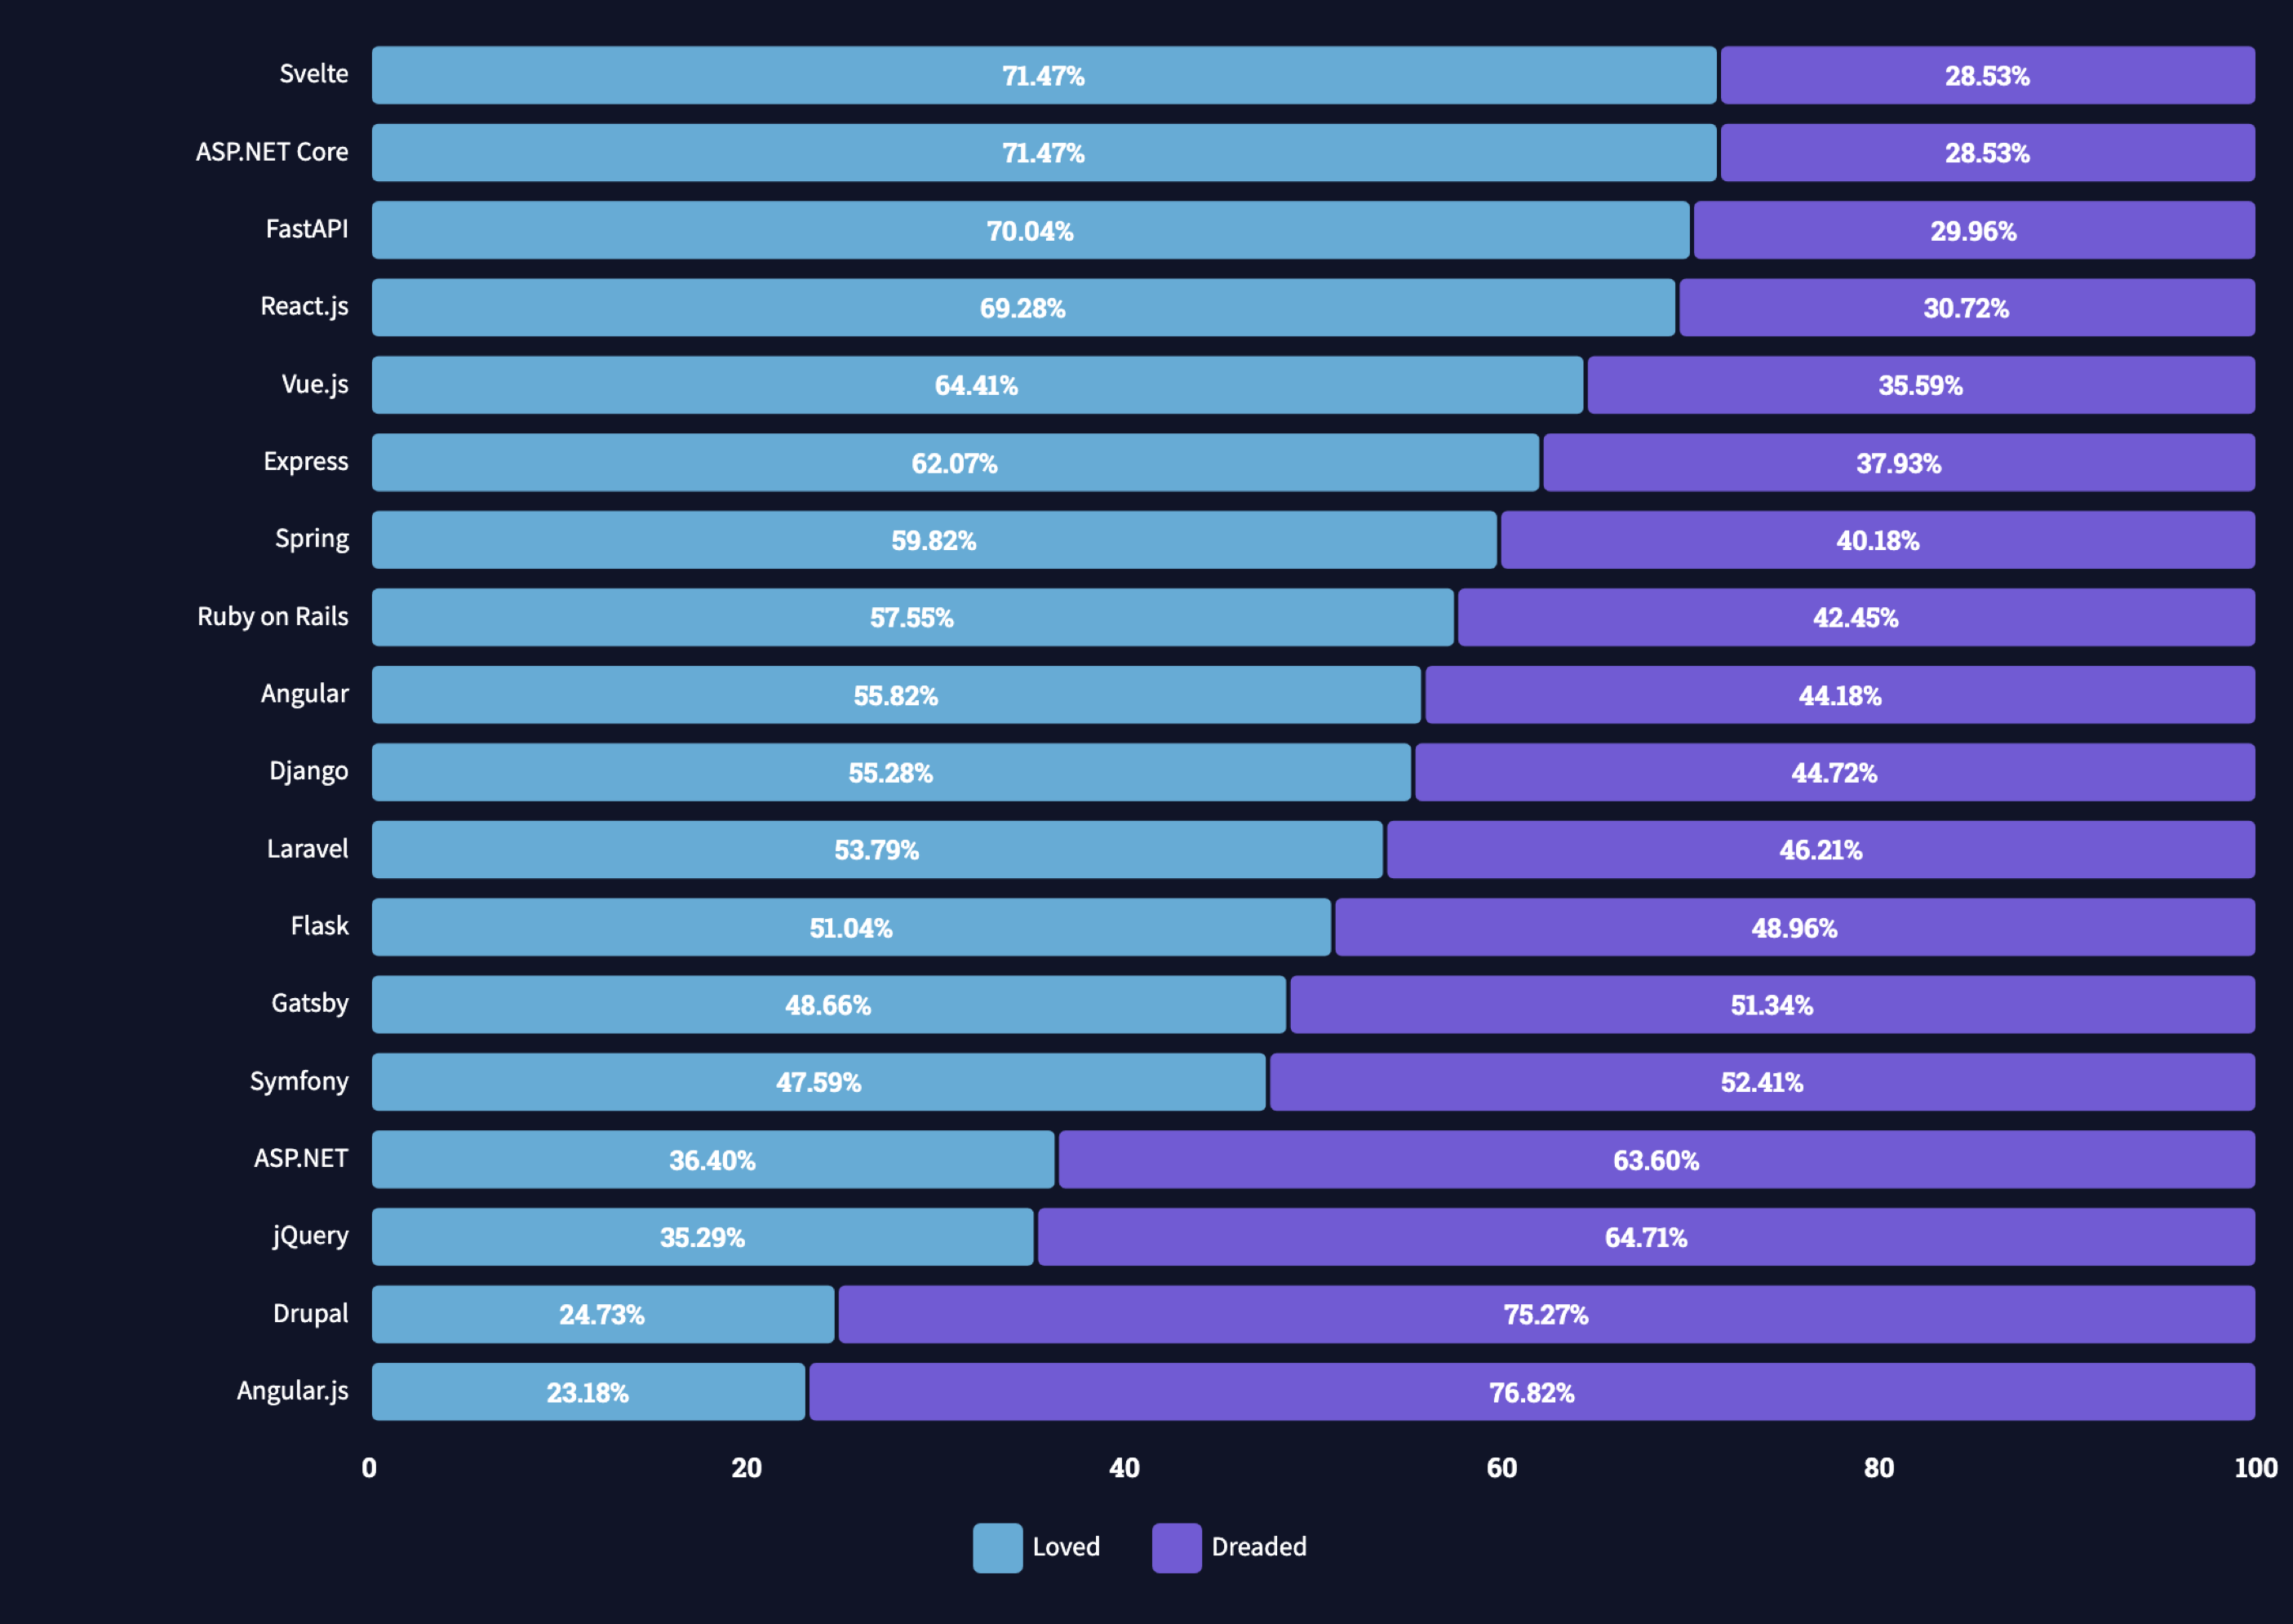 Svelte 71.47% 28.53%
ASP.NET Core 71.47% 28.53%
FastAPI 70.04% 29.96%
React.js 69.28% 30.72%
Vue.js 64.41% 35.59%
Express 62.07% 37.93%
Spring 59.82% 40.18%
Ruby on Rails 57.55% 42.45%
Angular 55.82% 44.18%
Django 55.28% 44.72%
Laravel 53.79% 46.21%
Flask 51.04% 48.96%
Gatsby 48.66% 51.34%
Symfony 47.59% 52.41%
ASP.NET 36.40% 63.60%
jQuery 35.29% 64.71%
Drupal 24.73% 75.27%
Angular.js 23.18% 76.82%
0 20 40 60 80 100
Loved Dreaded